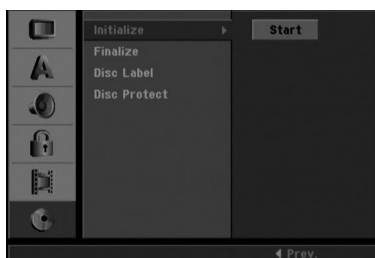 Initialize
Start
Finalize
Disc Label
Disc Protect
Prev.